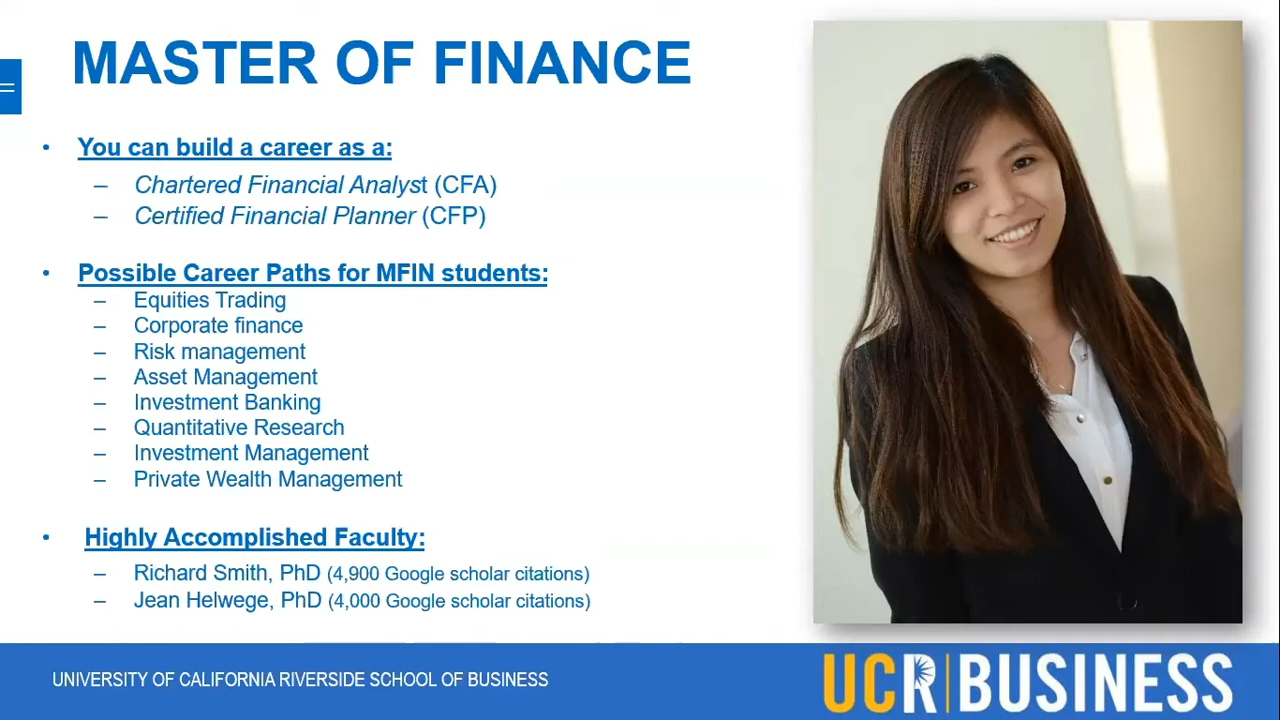 MASTER OF FINANCE
• You can build a career as a:
– Chartered Financial Analyst (CFA)
– Certified Financial Planner (CFP)
• Possible Career Paths for MFIN students:
– Equities Trading
– Corporate finance
– Risk management
– Asset Management
– Investment Banking
– Quantitative Research
– Investment Management
– Private Wealth Management
• Highly Accomplished Faculty:
– Richard Smith, PhD (4,900 Google scholar citations)
– Jean Helwege, PhD (4,000 Google scholar citations)
UNIVERSITY OF CALIFORNIA RIVERSIDE SCHOOL OF BUSINESS
UCR BUSINESS